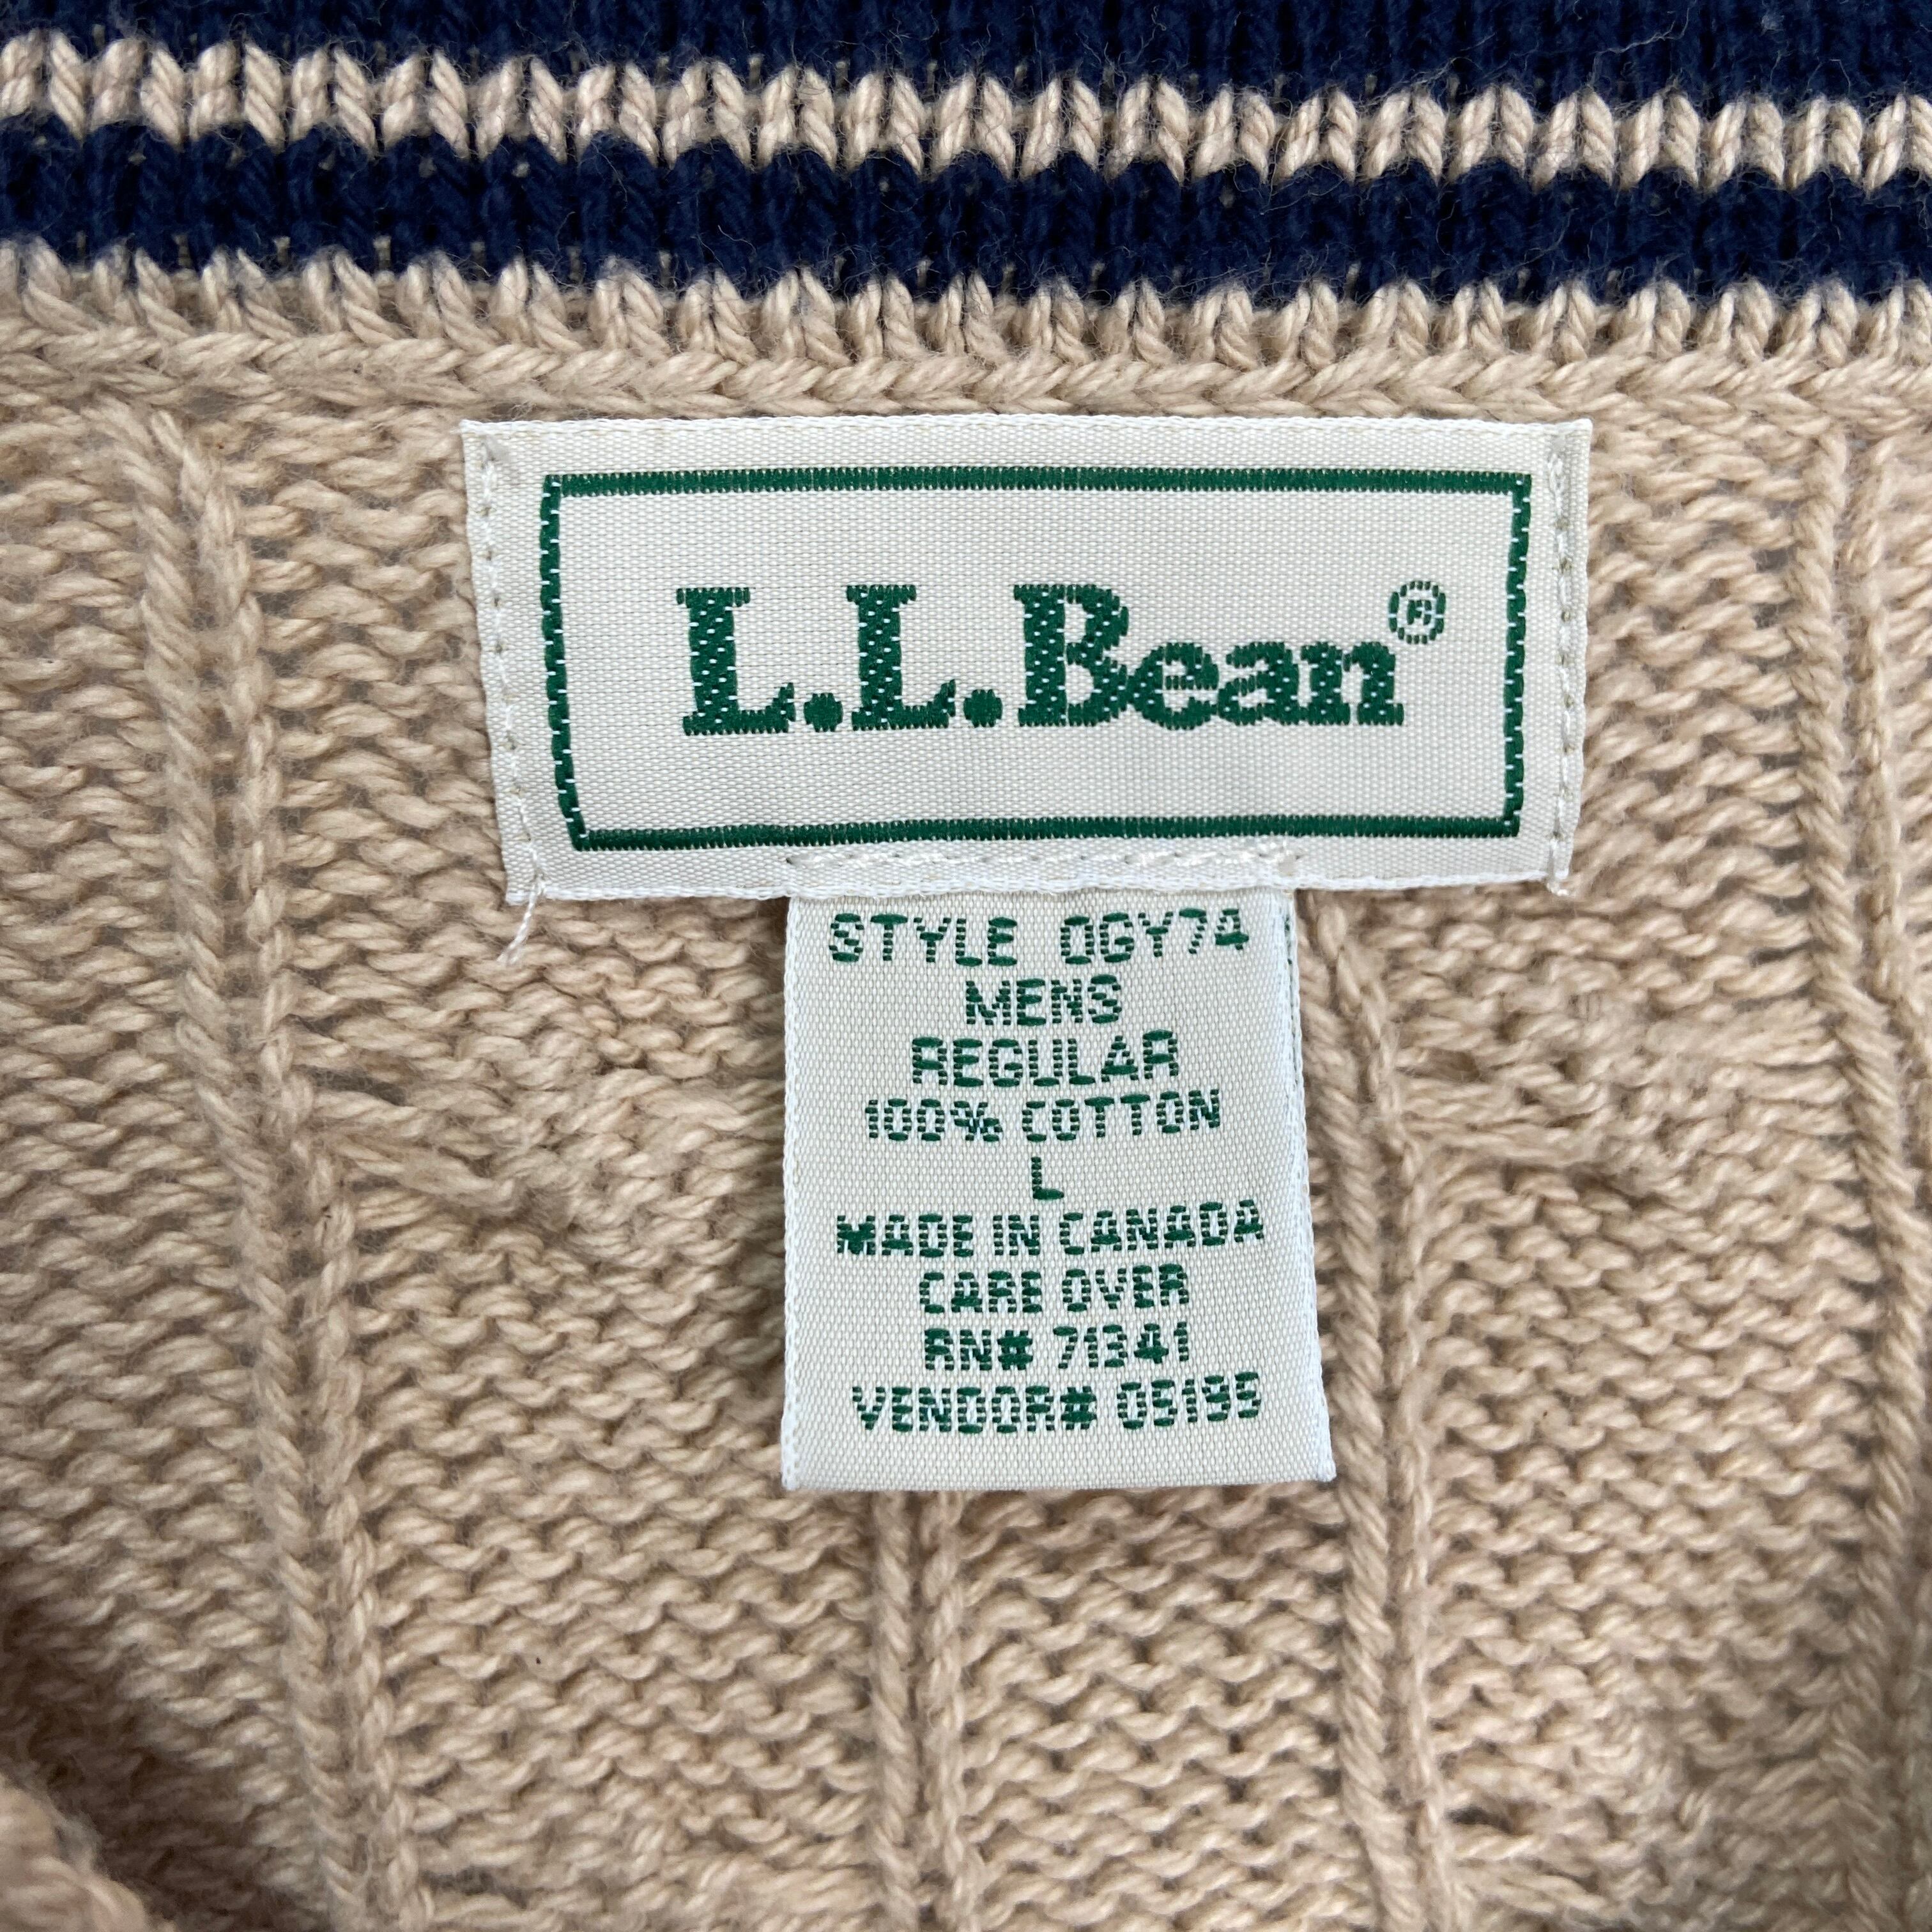 L.L.Bean®
STYLE 0GY74
MENS
REGULAR
100% COTTON
L
MADE IN CANADA
CARE OVER
RN# 71341
VENDOR# 05195